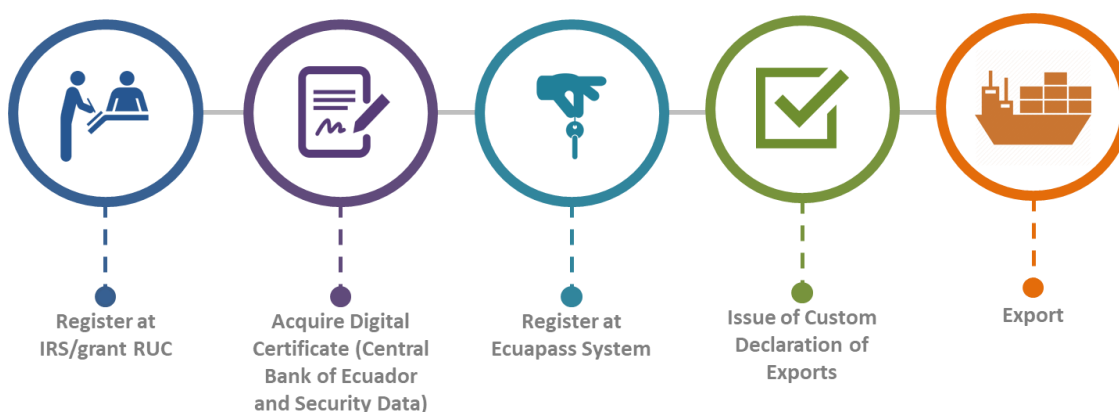 Register at
IRS/grant RUC
Acquire Digital
Certificate (Central
Bank of Ecuador
and Security Data)
Register at
Ecuapass System
Issue of Custom
Declaration of
Exports
Export